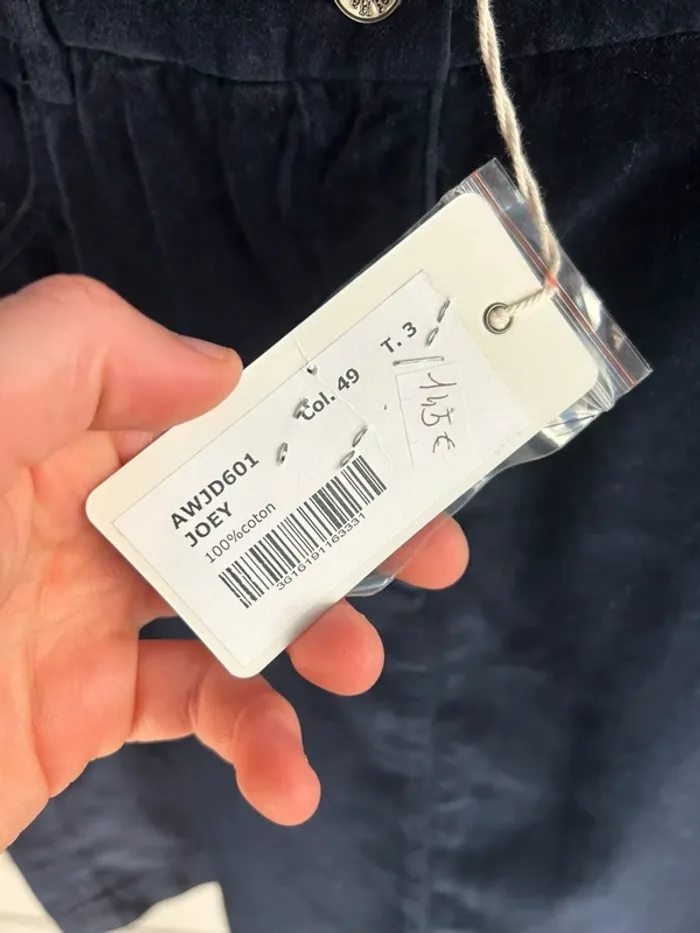 Col. 49 T. 3
145€
AWJD601
JOEY
100%coton
3616191163331